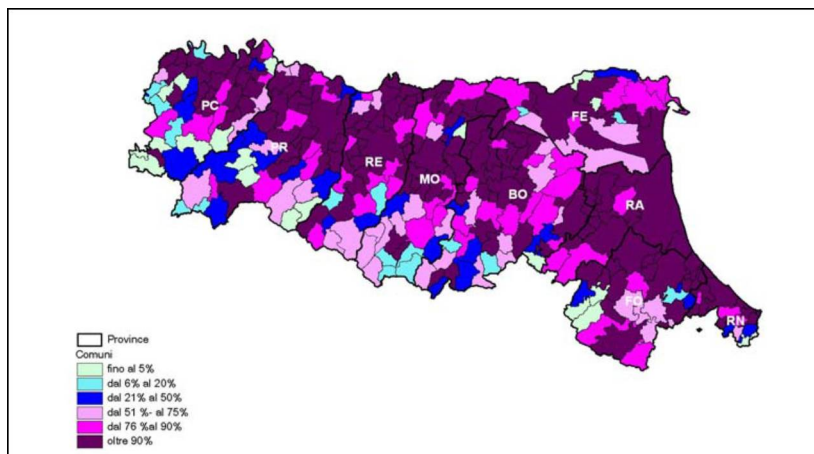 PC
PR
RE
MO
BO
FE
RA
FO
RN
Province
Comuni
fino al 5%
dal 6% al 20%
dal 21% al 50%
dal 51 %- al 75%
dal 76 %al 90%
oltre 90%